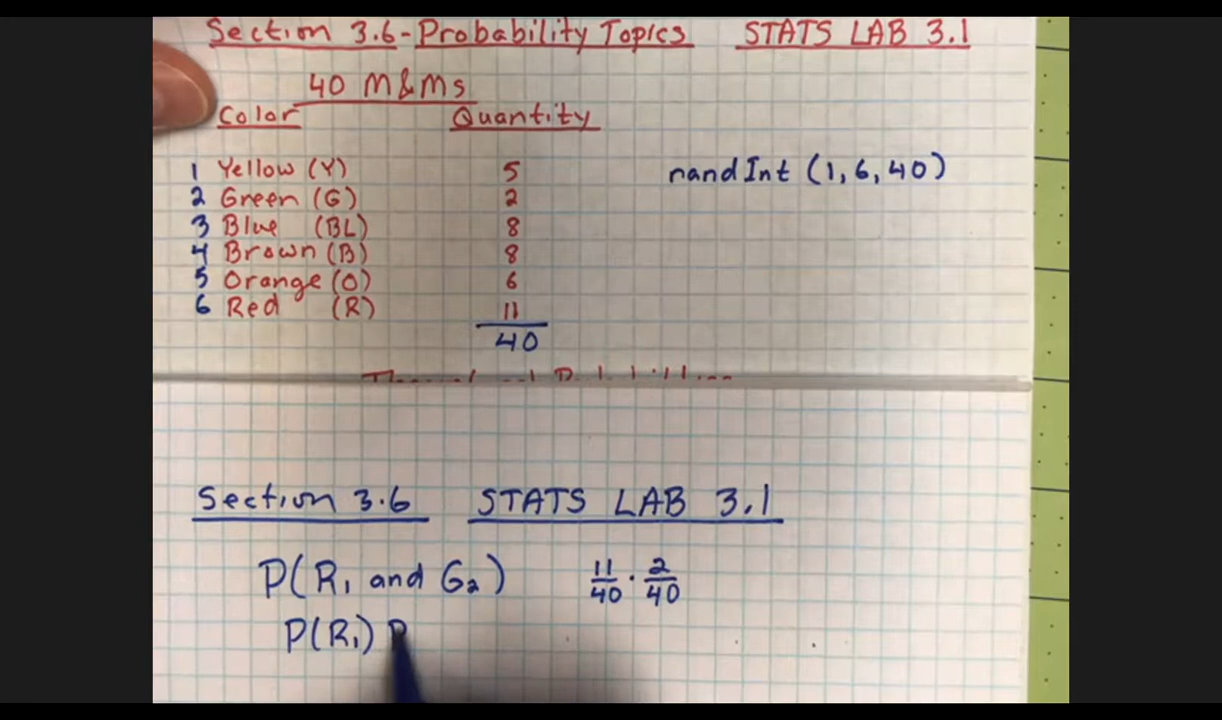 Section 3.6-Probability Topics STATS LAB 3.1
40 M&Ms
Color Quantity
1 Yellow (Y) 5 randInt (1, 6, 40)
2 Green (G) 2
3 Blue (BL) 8
4 Brown (B) 8
5 Orange (O) 6
6 Red (R) 11
40
Section 3.6 STATS LAB 3.1
P(R₁ and G₂) 11/40 · 2/40
P(R₁) P